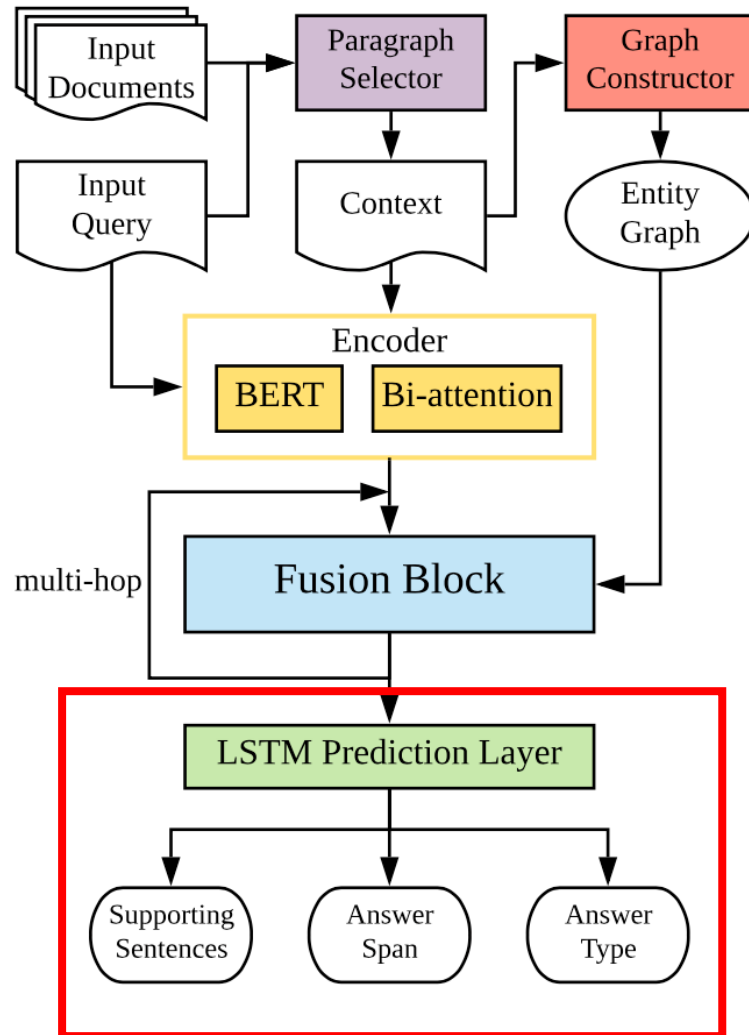 Input
Documents
Paragraph
Selector
Graph
Constructor
Input
Query
Context
Entity
Graph
Encoder
BERT
Bi-attention
multi-hop
Fusion Block
LSTM Prediction Layer
Supporting
Sentences
Answer
Span
Answer
Type